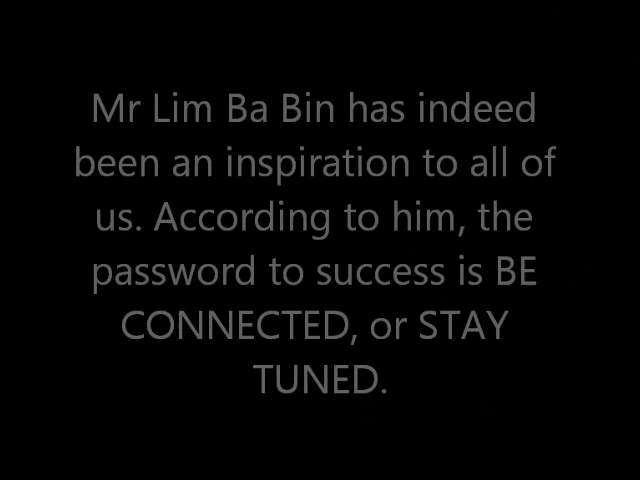 Mr Lim Ba Bin has indeed
been an inspiration to all of
us. According to him, the
password to success is BE
CONNECTED, or STAY
TUNED.